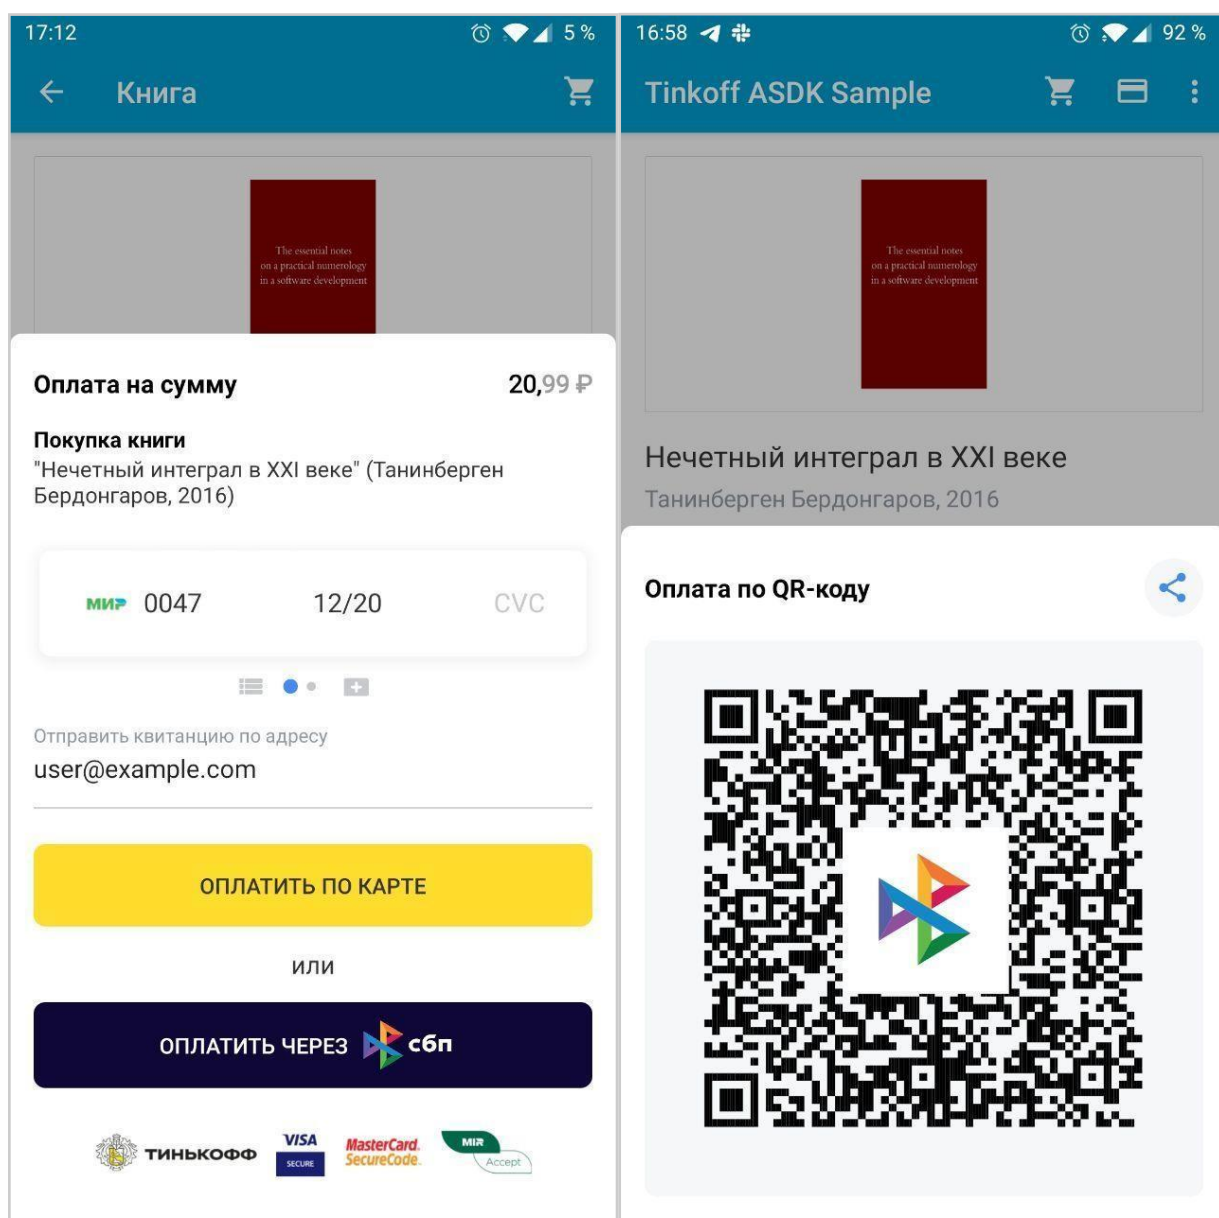 17:12
5 %
Книга
The essential notes
on a practical numerology
in a software development
Оплата на сумму
20,99 ₽
Покупка книги
"Нечетный интеграл в XXI веке" (Танинберген
Бердонгаров, 2016)
МИР 0047 12/20 CVC
Отправить квитанцию по адресу
user@example.com
ОПЛАТИТЬ ПО КАРТЕ
или
ОПЛАТИТЬ ЧЕРЕЗ сбп
ТИНЬКОФФ
VISA
SECURE
MasterCard.
SecureCode.
MIR
Accept
16:58
92 %
Tinkoff ASDK Sample
The essential notes
on a practical numerology
in a software development
Нечетный интеграл в XXI веке
Танинберген Бердонгаров, 2016
Оплата по QR-коду